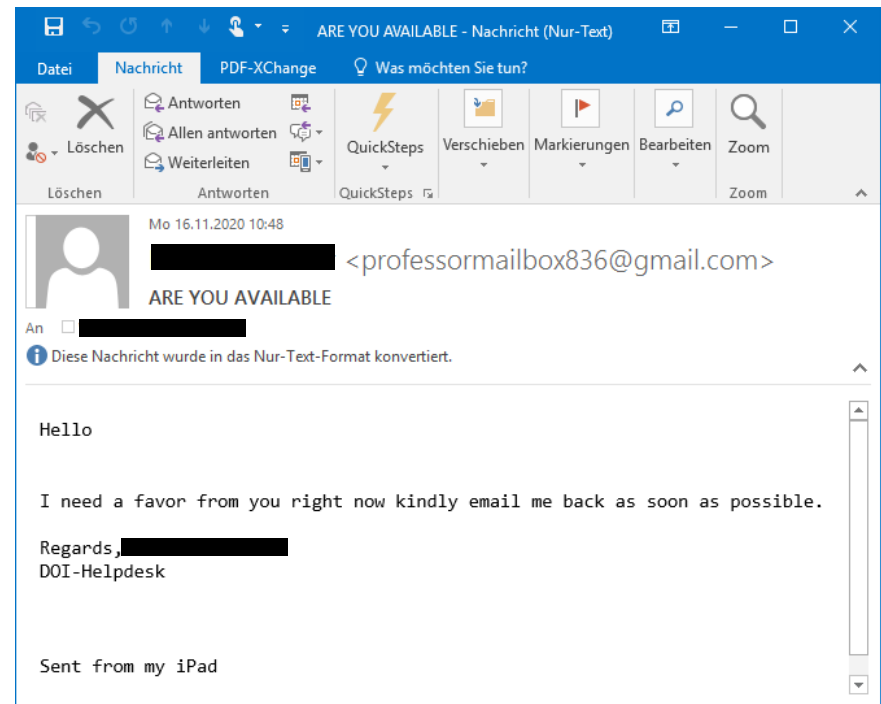 ARE YOU AVAILABLE - Nachricht (Nur-Text)
Datei Nachricht PDF-XChange Was möchten Sie tun?
Löschen
Antworten
Allen antworten
Weiterleiten
QuickSteps
Verschieben
Markierungen
Bearbeiten
Zoom
Löschen Antworten QuickSteps Zoom
Mo 16.11.2020 10:48
<professormailbox836@gmail.com>
ARE YOU AVAILABLE
An
Diese Nachricht wurde in das Nur-Text-Format konvertiert.
Hello
I need a favor from you right now kindly email me back as soon as possible.
Regards,
DOI-Helpdesk
Sent from my iPad